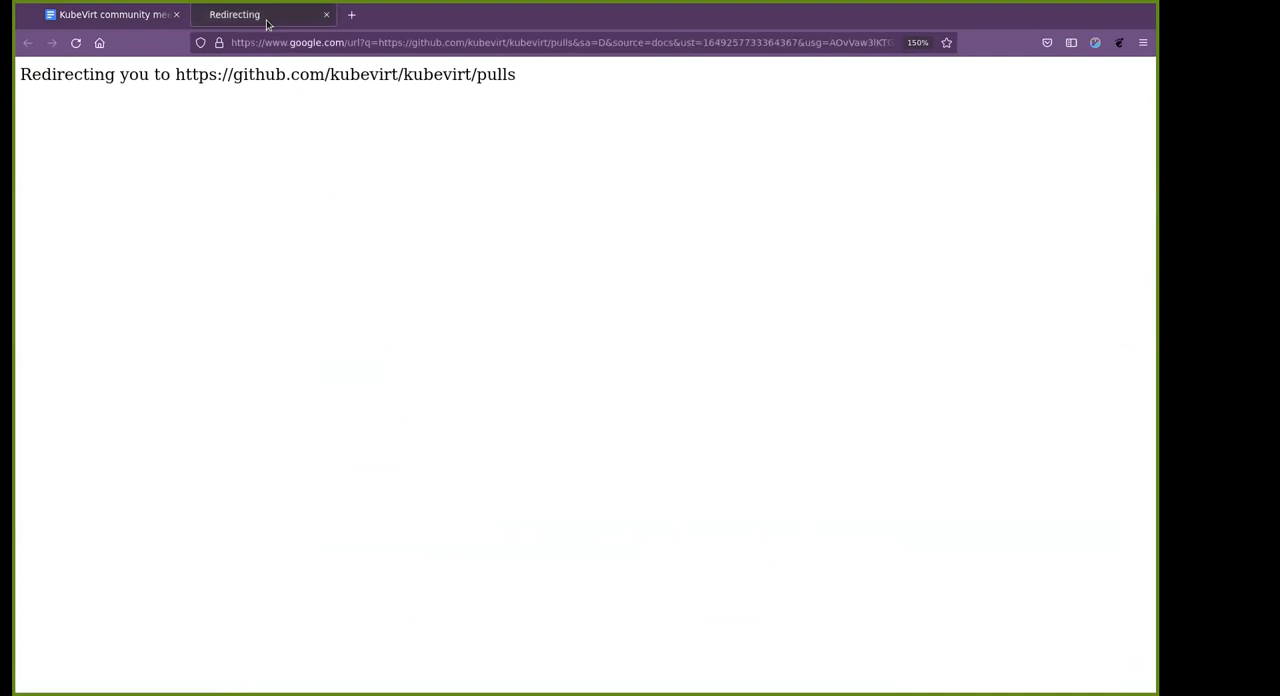 KubeVirt community me
Redirecting
https://www.google.com/url?q=https://github.com/kubevirt/kubevirt/pulls&sa=D&source=docs&ust=1649257733364367&usg=AOvVaw3lKTG
150%
Redirecting you to https://github.com/kubevirt/kubevirt/pulls